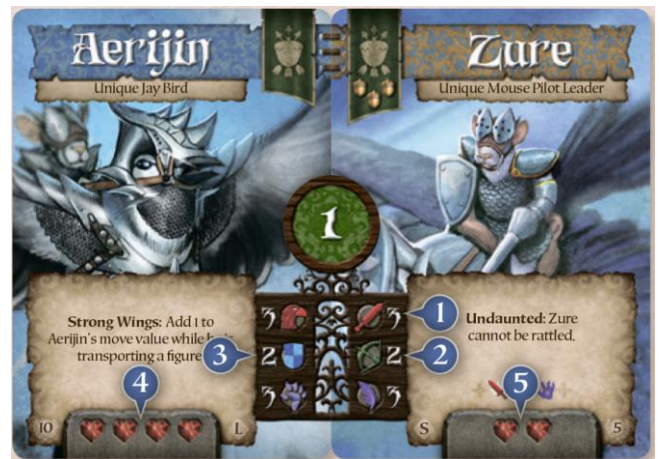 Aerijin
Unique Jay Bird
Zure
Unique Mouse Pilot Leader
1
Strong Wings: Add 1 to
Aerijin's move value while
transporting a figure
3
2
3
3
2
3
Undaunted: Zure
cannot be rattled.
1
2
3
4
5
10
L
S
5